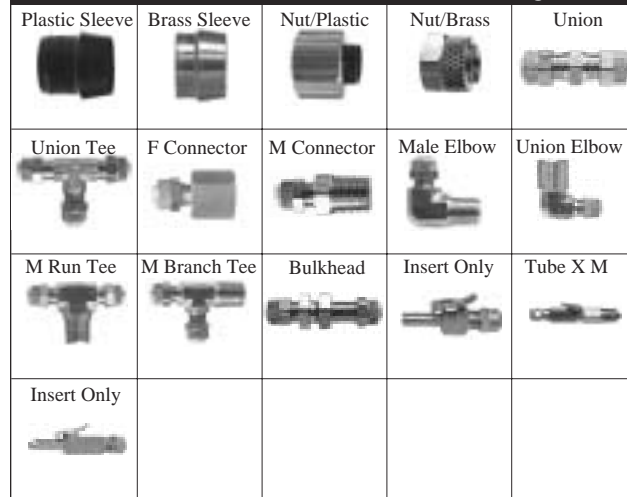 Plastic Sleeve Brass Sleeve Nut/Plastic Nut/Brass Union
Union Tee F Connector M Connector Male Elbow Union Elbow
M Run Tee M Branch Tee Bulkhead Insert Only Tube X M
Insert Only